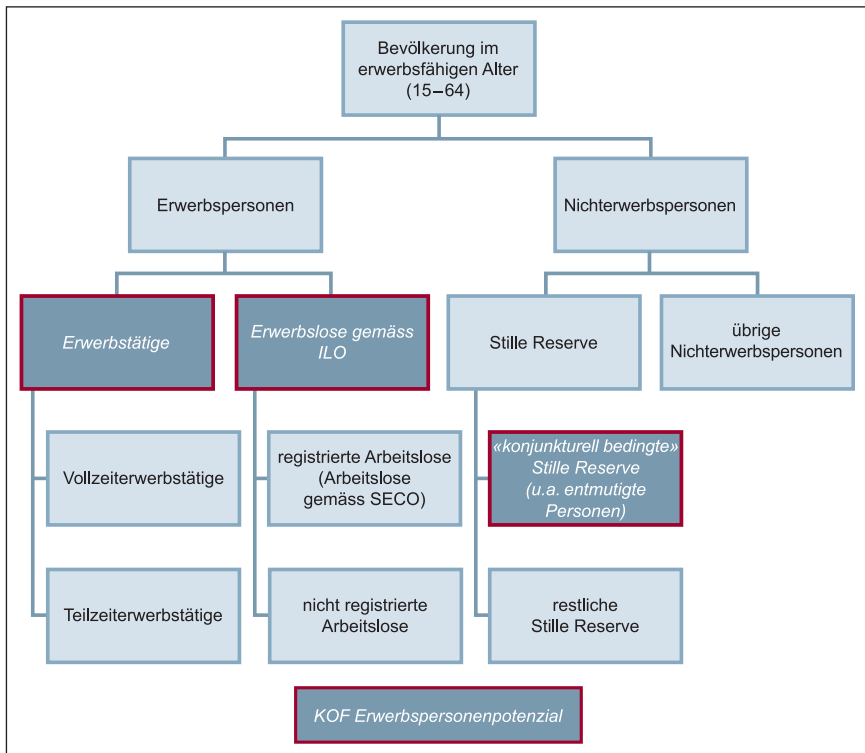 Bevölkerung im
erwerbsfähigen Alter
(15–64)
Erwerbspersonen
Nichterwerbspersonen
Erwerbstätige
Erwerbslose gemäss
ILO
Stille Reserve
übrige
Nichterwerbspersonen
Vollzeiterwerbstätige
registrierte Arbeitslose
(Arbeitslose
gemäss SECO)
«konjunkturell bedingte»
Stille Reserve
(u.a. entmutigte
Personen)
Teilzeiterwerbstätige
nicht registrierte
Arbeitslose
restliche
Stille Reserve
KOF Erwerbspersonenpotenzial